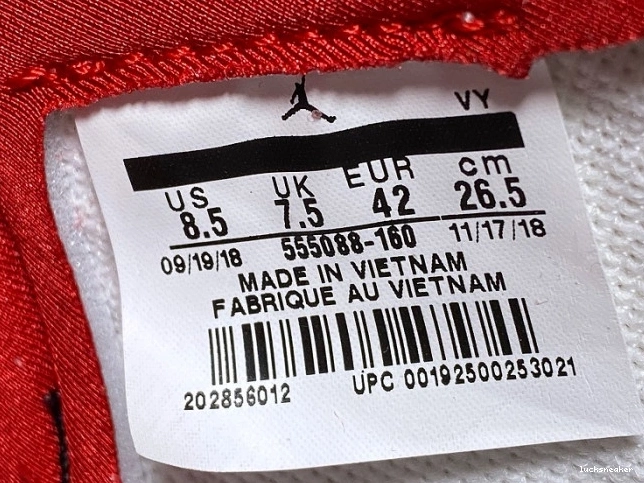 VY
US UK EUR cm
8.5 7.5 42 26.5
09/19/18 555088-160 11/17/18
MADE IN VIETNAM
FABRIQUE AU VIETNAM
202856012 UPC 00192500253021
lucksneaker